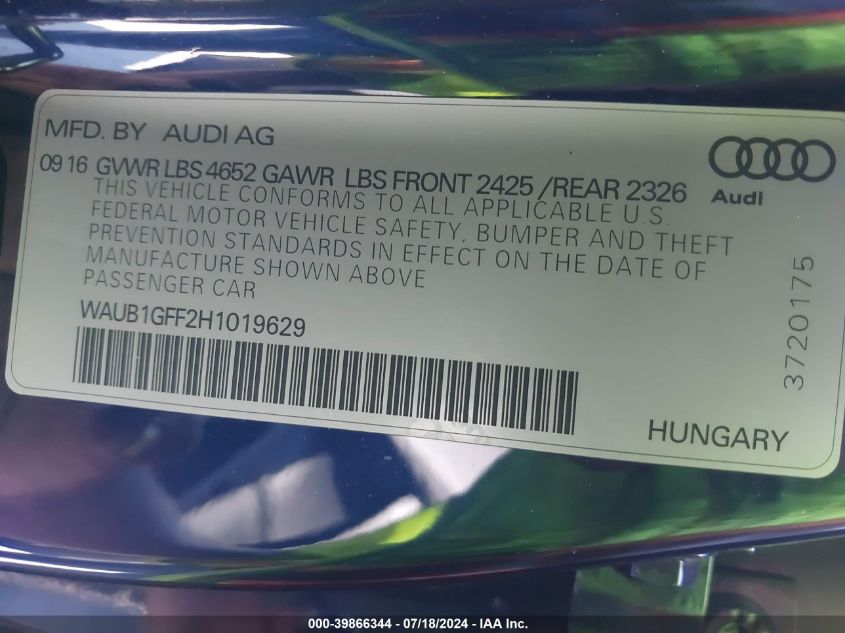 MFD. BY AUDI AG
09 16 GVWR LBS 4652 GAWR LBS FRONT 2425 /REAR 2326
Audi
THIS VEHICLE CONFORMS TO ALL APPLICABLE U.S.
FEDERAL MOTOR VEHICLE SAFETY, BUMPER AND THEFT
PREVENTION STANDARDS IN EFFECT ON THE DATE OF
MANUFACTURE SHOWN ABOVE
PASSENGER CAR
WAUB1GFF2H1019629
3720175
HUNGARY
000-39866344 - 07/18/2024 - IAA Inc.